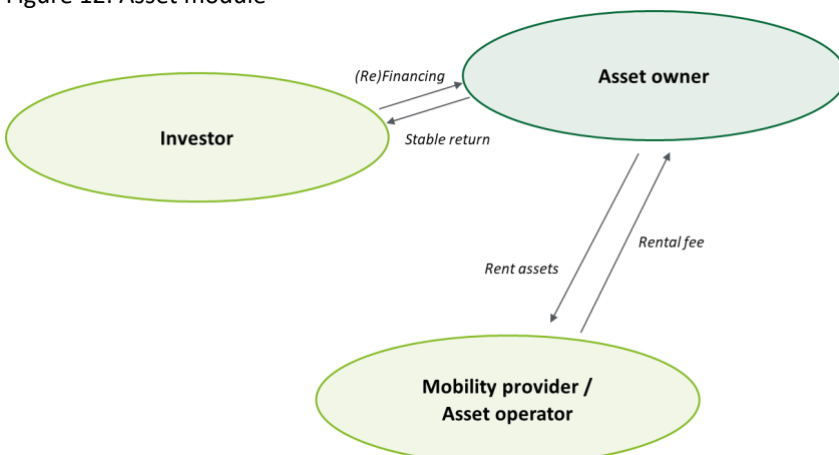 Figure 12: Asset module
(Re)Financing
Asset owner
Investor
Stable return
Rental fee
Rent assets
Mobility provider /
Asset operator